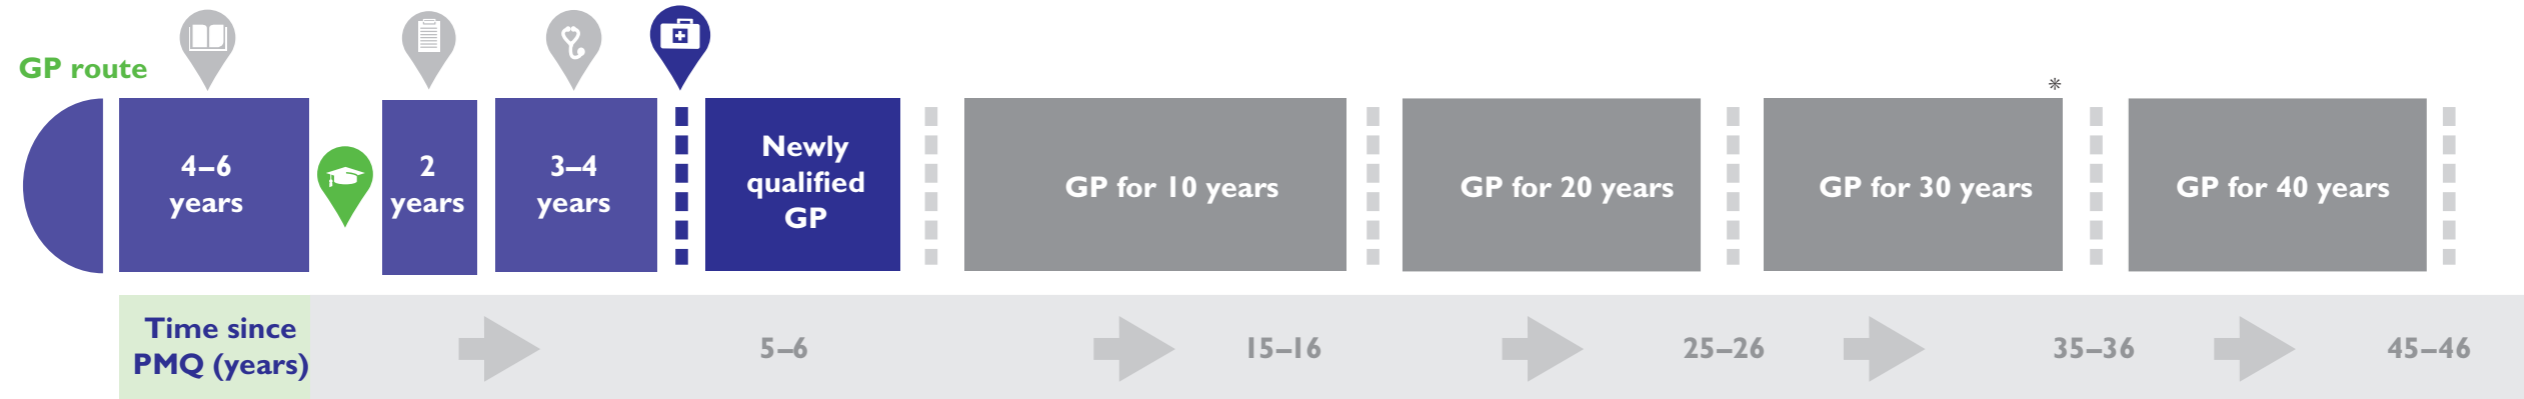 GP route
*
4–6
years
2
years
3–4
years
Newly
qualified
GP
GP for 10 years
GP for 20 years
GP for 30 years
GP for 40 years
Time since
PMQ (years)
5–6
15–16
25–26
35–36
45–46